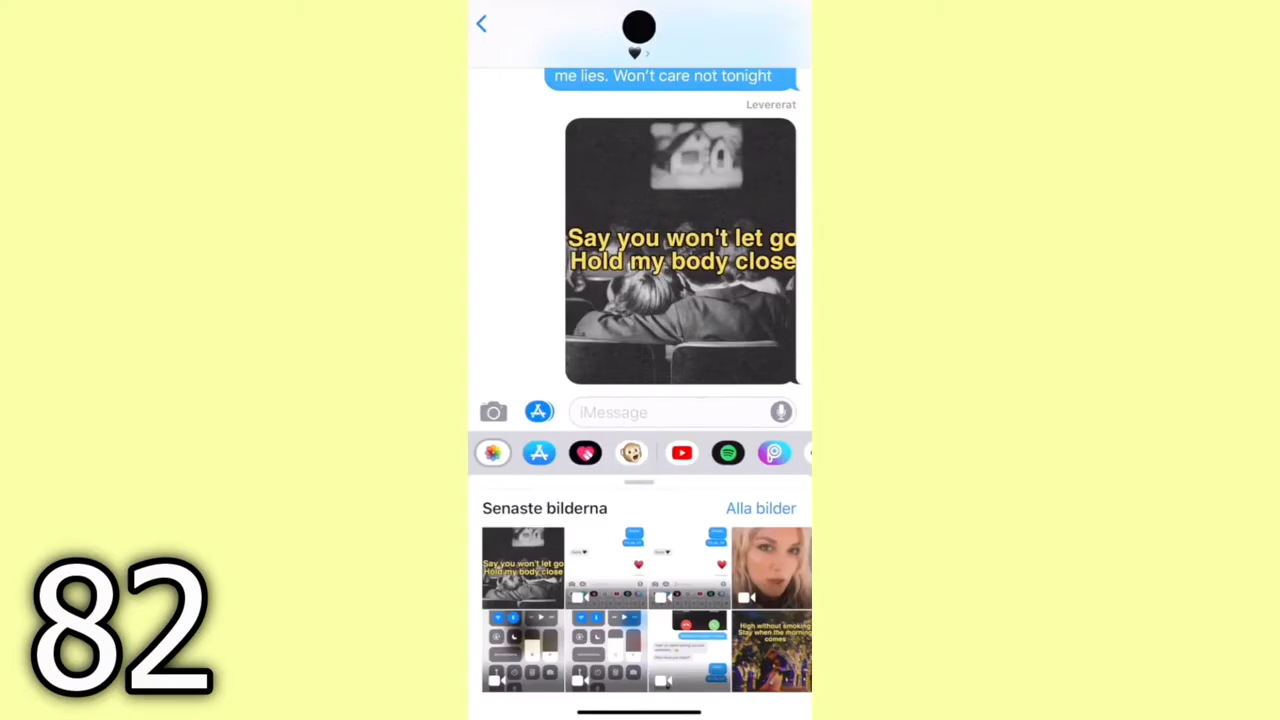 me lies. Won't care not tonight
Levererat
Say you won't let go
Hold my body close
iMessage
Senaste bilderna
Alla bilder
Say you won't let go
Hold my body close
High without smoking
Stay when the morning
comes
82